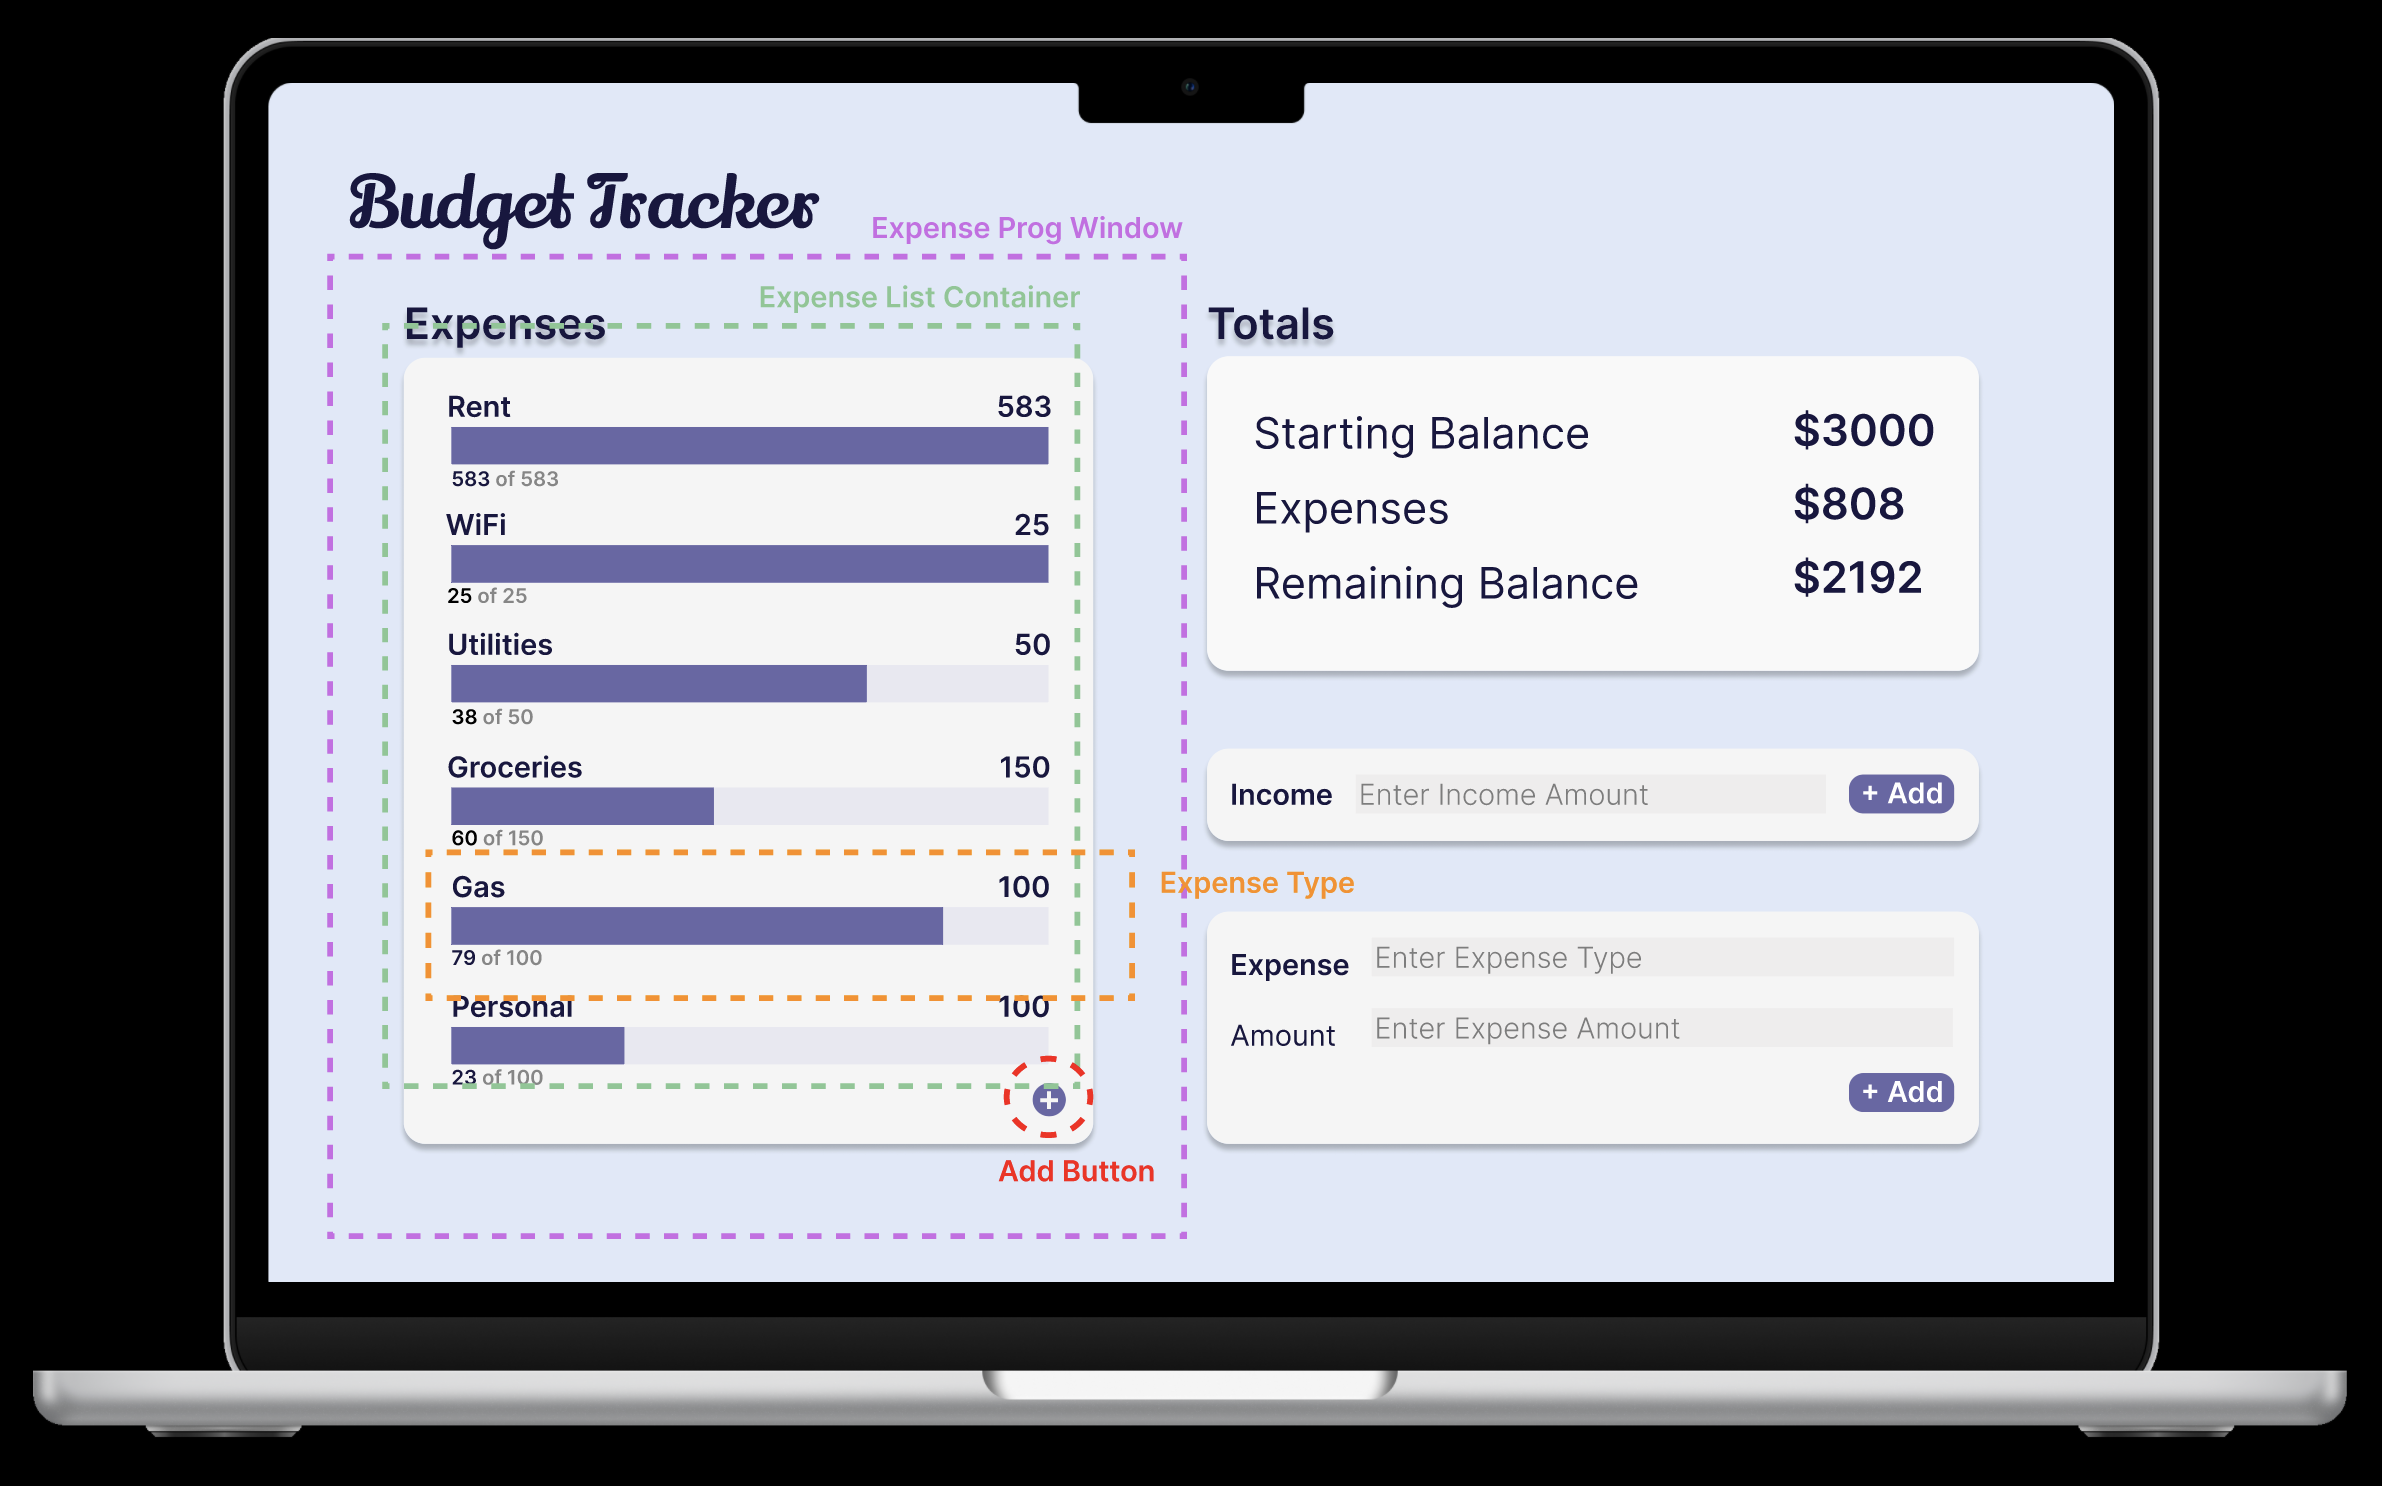 Budget Tracker
Expense Prog Window
Expense List Container
Expenses
Rent 583
583 of 583
WiFi 25
25 of 25
Utilities 50
38 of 50
Groceries 150
60 of 150
Gas 100
79 of 100
Personal 100
23 of 100
+
Add Button
Totals
Starting Balance $3000
Expenses $808
Remaining Balance $2192
Income Enter Income Amount + Add
Expense Type
Expense Enter Expense Type
Amount Enter Expense Amount
+ Add